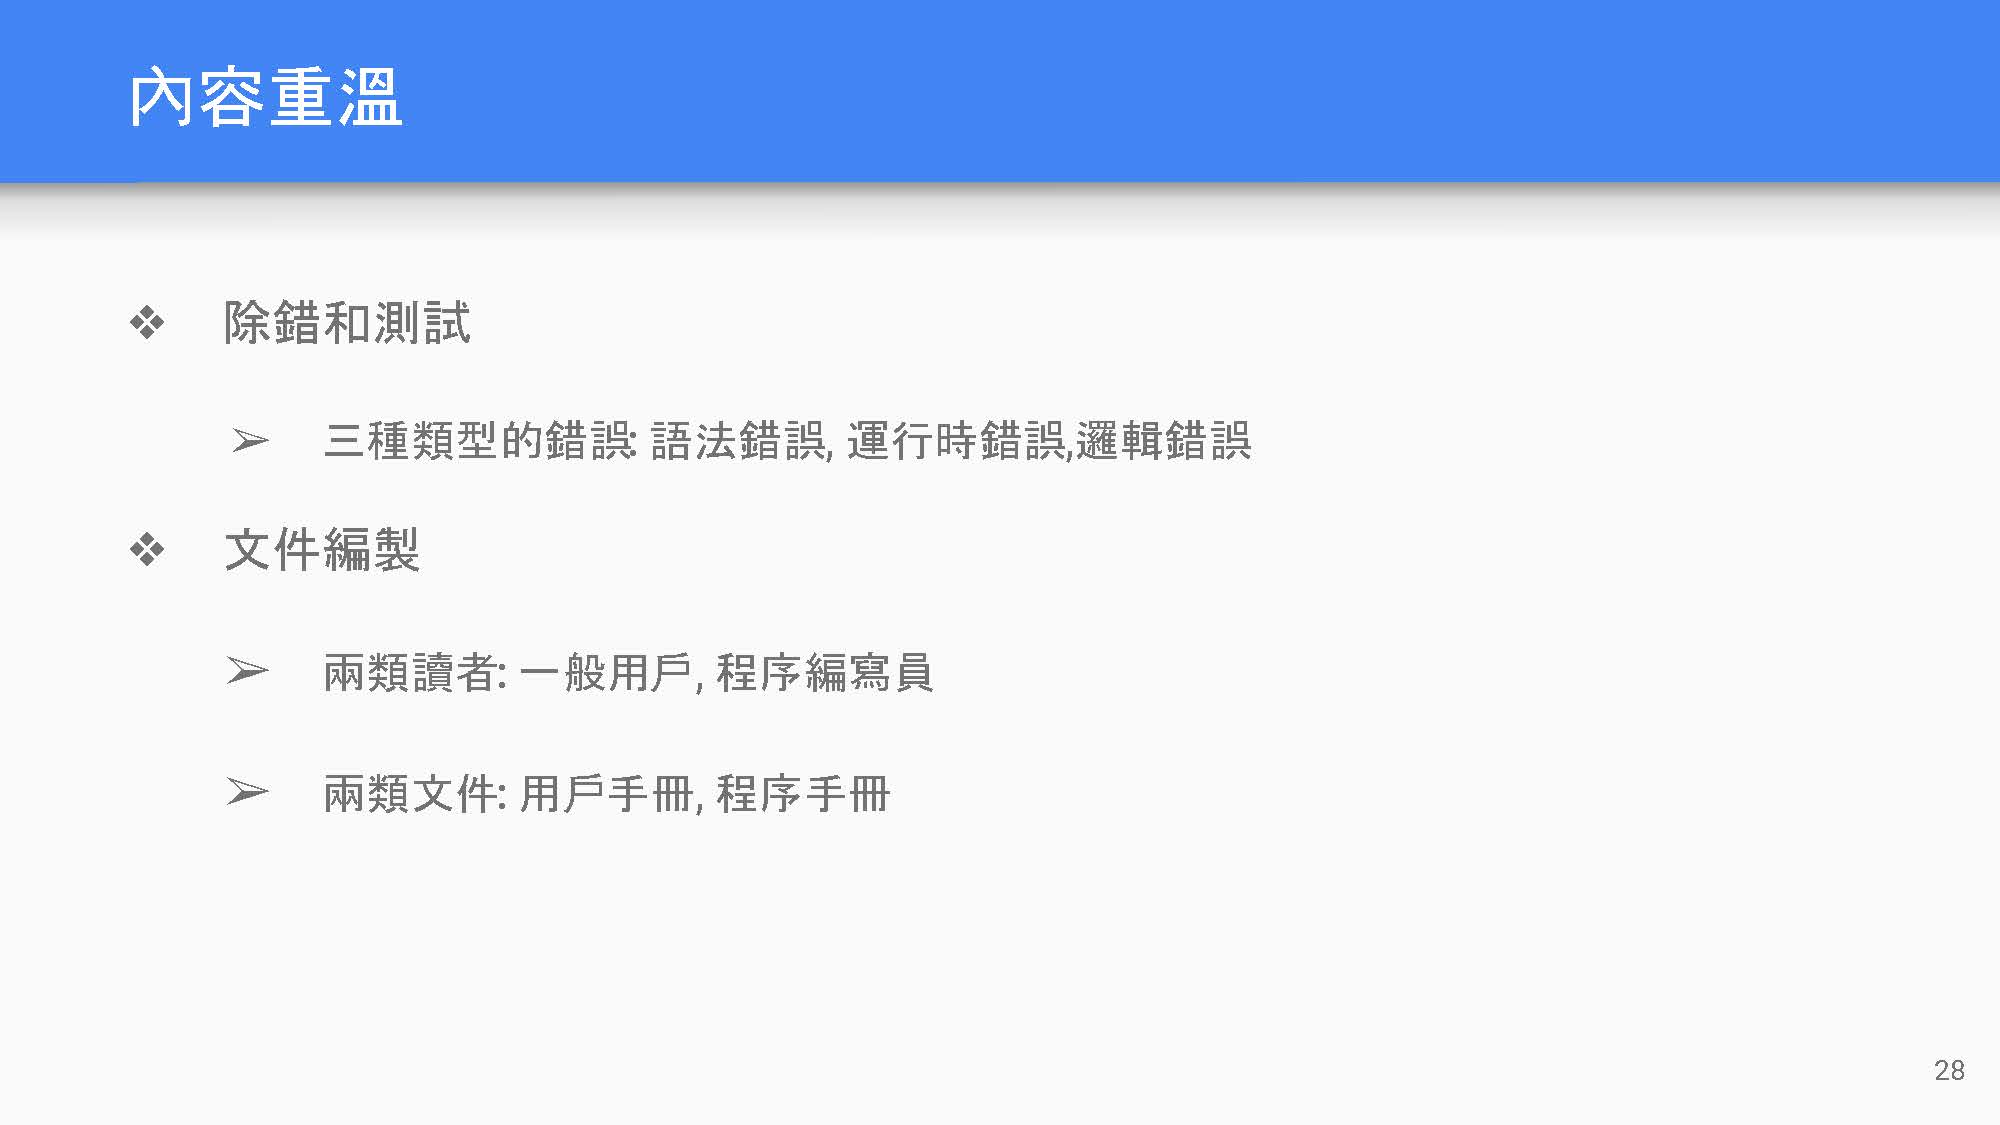 內容重溫
❖ 除錯和測試
➢ 三種類型的錯誤: 語法錯誤, 運行時錯誤,邏輯錯誤
❖ 文件編製
➢ 兩類讀者: 一般用戶, 程序編寫員
➢ 兩類文件: 用戶手冊, 程序手冊
28